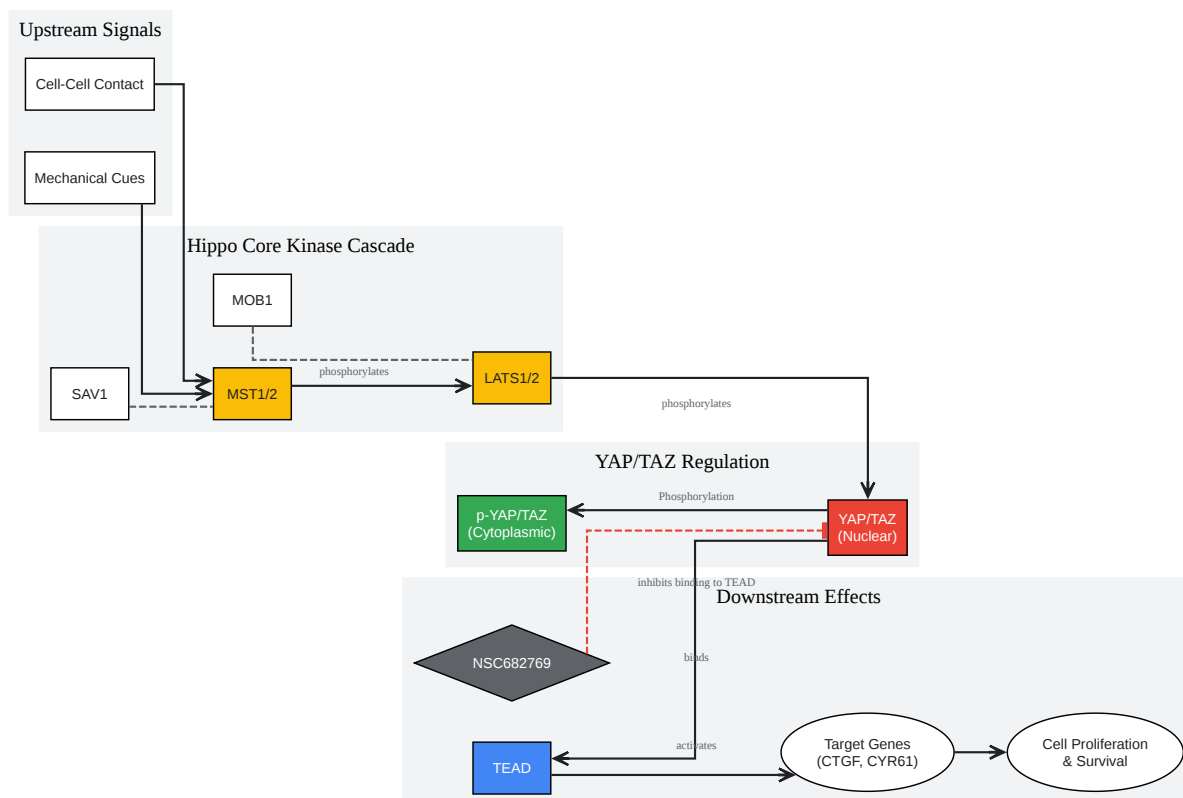 Upstream Signals
Cell-Cell Contact
Mechanical Cues
Hippo Core Kinase Cascade
MOB1
SAV1
MST1/2
phosphorylates
LATS1/2
phosphorylates
YAP/TAZ Regulation
p-YAP/TAZ
(Cytoplasmic)
Phosphorylation
YAP/TAZ
(Nuclear)
inhibits binding to TEAD
Downstream Effects
NSC682769
binds
TEAD
activates
Target Genes
(CTGF, CYR61)
Cell Proliferation
& Survival